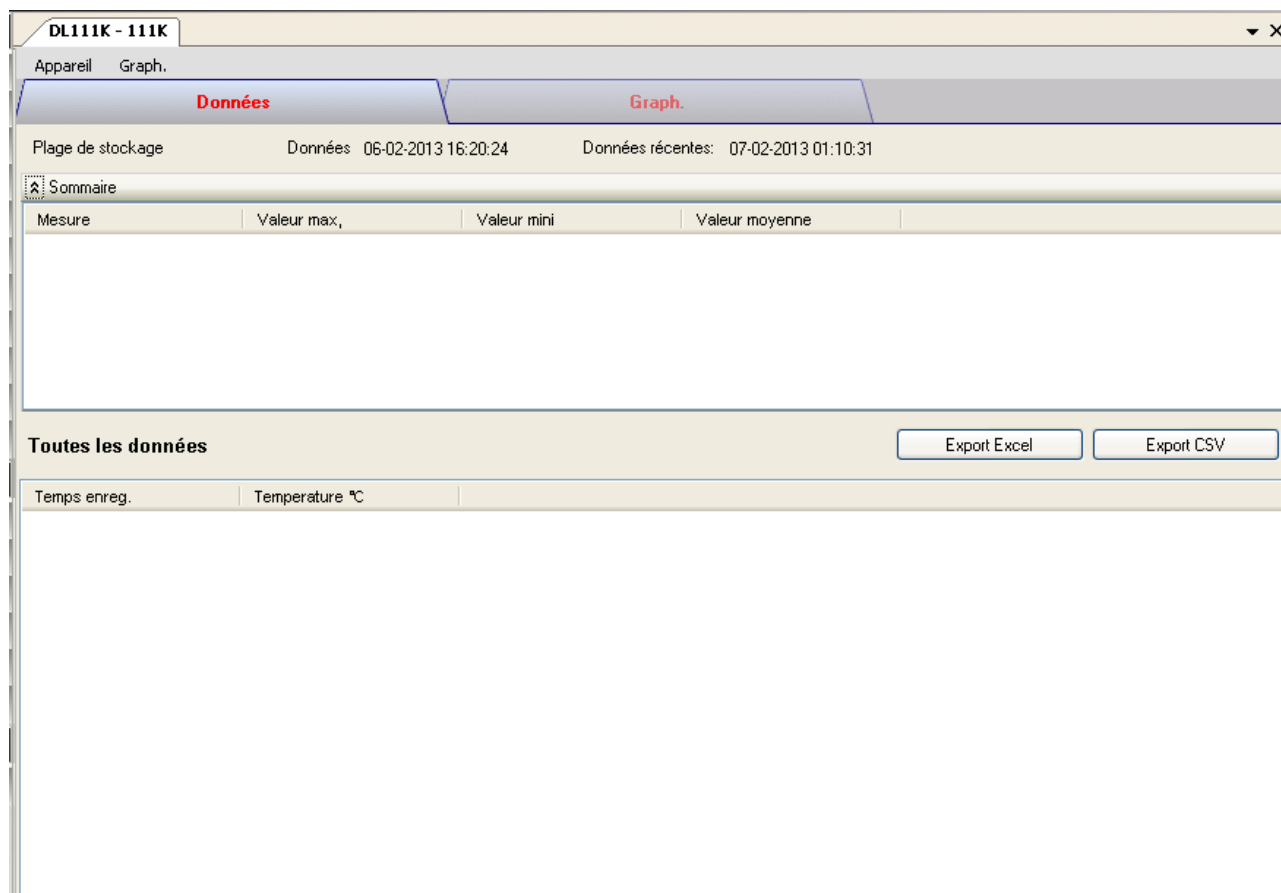 DL111K - 111K
Appareil Graph.
Données Graph.
Plage de stockage Données 06-02-2013 16:20:24 Données récentes: 07-02-2013 01:10:31
Sommaire
Mesure Valeur max, Valeur mini Valeur moyenne
Toutes les données Export Excel Export CSV
Temps enreg. Temperature °C